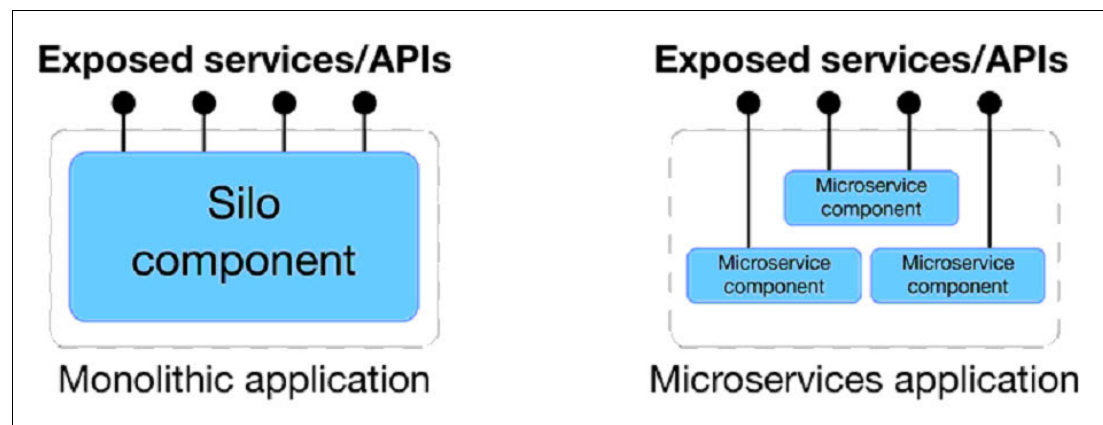 Exposed services/APIs
Silo
component
Monolithic application
Exposed services/APIs
Microservice
component
Microservice
component
Microservice
component
Microservices application